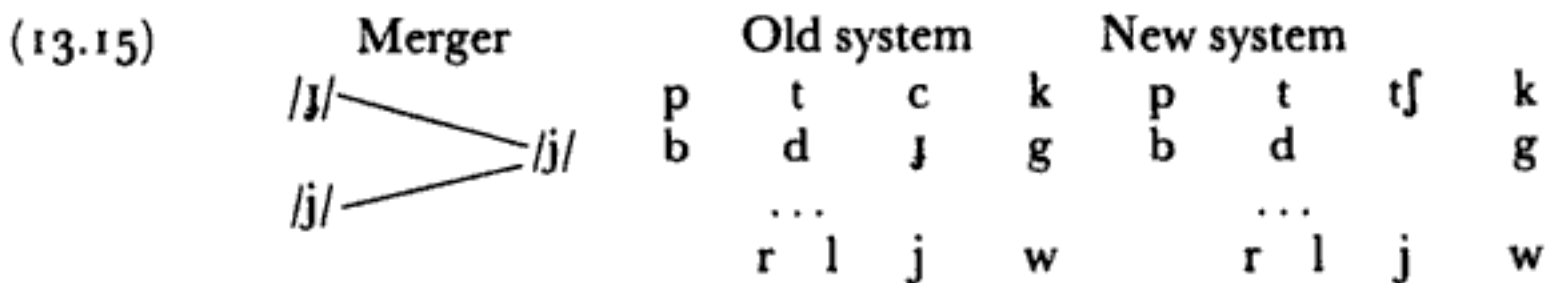 (13.15) Merger Old system New system
/ɟ/ p t c k p t tʃ k
/j/ b d ɟ g b d g
/j/ ... ...
r l j w r l j w